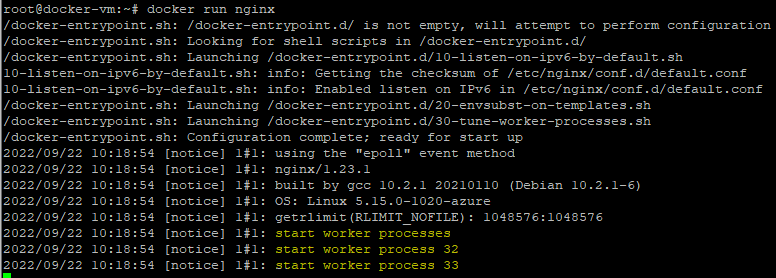 root@docker-vm:~# docker run nginx
/docker-entrypoint.sh: /docker-entrypoint.d/ is not empty, will attempt to perform configuration
/docker-entrypoint.sh: Looking for shell scripts in /docker-entrypoint.d/
/docker-entrypoint.sh: Launching /docker-entrypoint.d/10-listen-on-ipv6-by-default.sh
10-listen-on-ipv6-by-default.sh: info: Getting the checksum of /etc/nginx/conf.d/default.conf
10-listen-on-ipv6-by-default.sh: info: Enabled listen on IPv6 in /etc/nginx/conf.d/default.conf
/docker-entrypoint.sh: Launching /docker-entrypoint.d/20-envsubst-on-templates.sh
/docker-entrypoint.sh: Launching /docker-entrypoint.d/30-tune-worker-processes.sh
/docker-entrypoint.sh: Configuration complete; ready for start up
2022/09/22 10:18:54 [notice] 1#1: using the "epoll" event method
2022/09/22 10:18:54 [notice] 1#1: nginx/1.23.1
2022/09/22 10:18:54 [notice] 1#1: built by gcc 10.2.1 20210110 (Debian 10.2.1-6)
2022/09/22 10:18:54 [notice] 1#1: OS: Linux 5.15.0-1020-azure
2022/09/22 10:18:54 [notice] 1#1: getrlimit(RLIMIT_NOFILE): 1048576:1048576
2022/09/22 10:18:54 [notice] 1#1: start worker processes
2022/09/22 10:18:54 [notice] 1#1: start worker process 32
2022/09/22 10:18:54 [notice] 1#1: start worker process 33